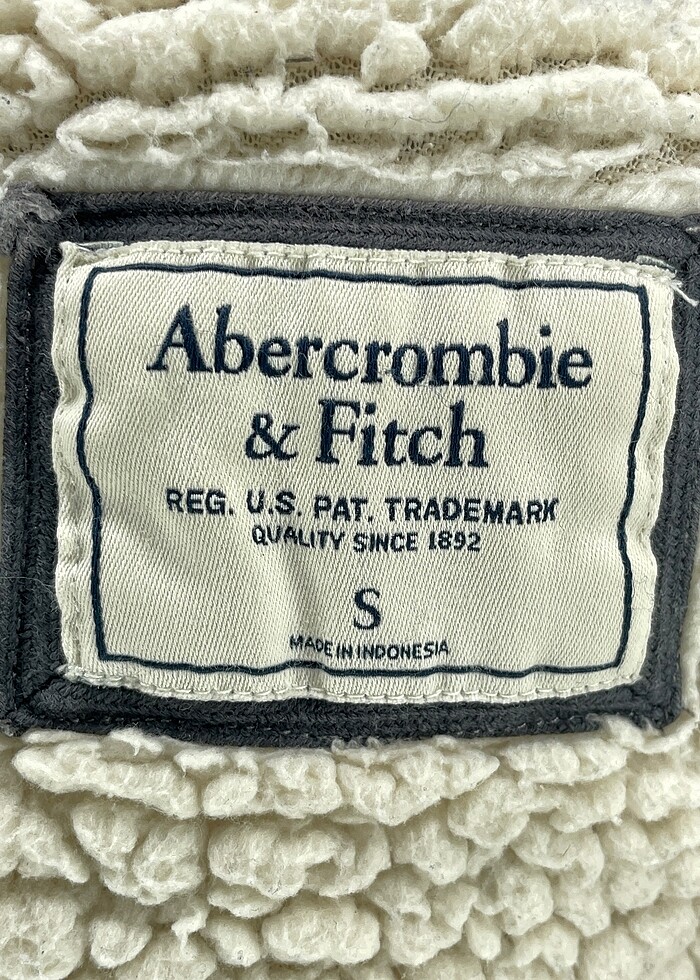 Abercrombie
& Fitch
REG. U.S. PAT. TRADEMARK
QUALITY SINCE 1892
S
MADE IN INDONESIA